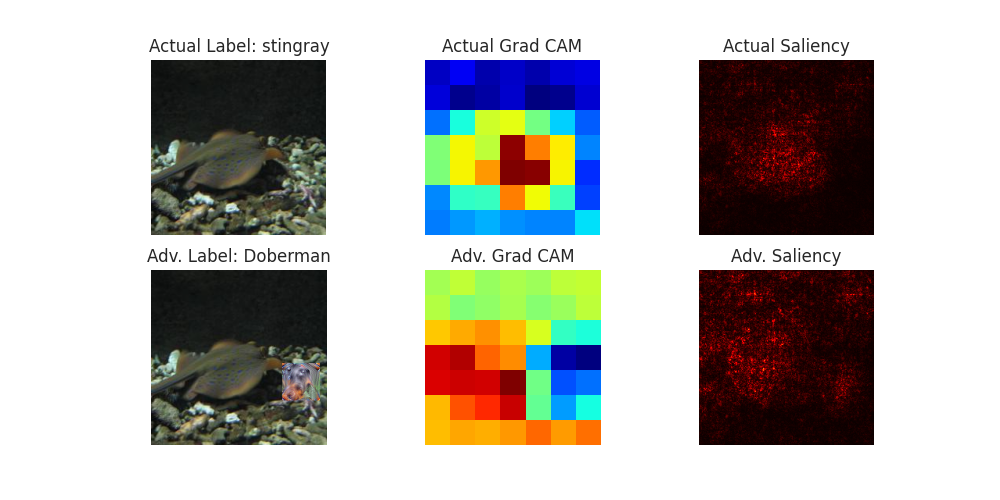 Actual Label: stingray
Actual Grad CAM
Actual Saliency
Adv. Label: Doberman
Adv. Grad CAM
Adv. Saliency